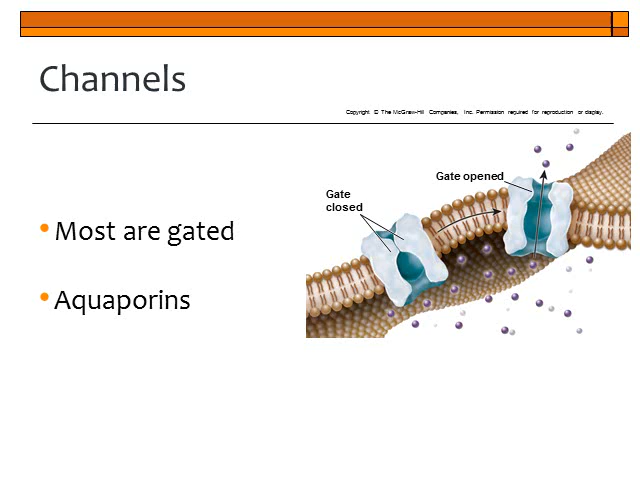 Channels
Copyright © The McGraw-Hill Companies, Inc. Permission required for reproduction or display.
Gate opened
Gate
closed
• Most are gated
• Aquaporins